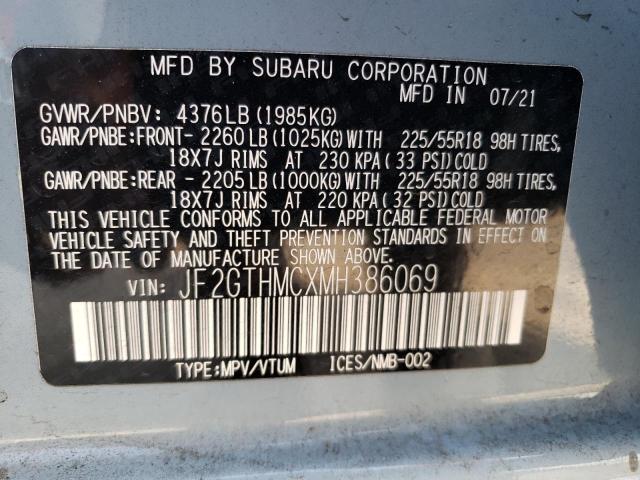 MFD BY SUBARU CORPORATION
MFD IN 07/21
GVWR/PNBV: 4376LB (1985KG)
GAWR/PNBE:FRONT- 2260LB (1025KG) WITH 225/55R18 98H TIRES,
18X7J RIMS AT 230 KPA (33 PSI) COLD
GAWR/PNBE:REAR - 2205LB (1000KG) WITH 225/55R18 98H TIRES,
18X7J RIMS AT 220 KPA (32 PSI) COLD
THIS VEHICLE CONFORMS TO ALL APPLICABLE FEDERAL MOTOR
VEHICLE SAFETY AND THEFT PREVENTION STANDARDS IN EFFECT ON
THE DATE OF MANUFACTURE SHOWN ABOVE.
VIN: JF2GTHMCXMH386069
TYPE:MPV/VTUM ICES/NMB-002